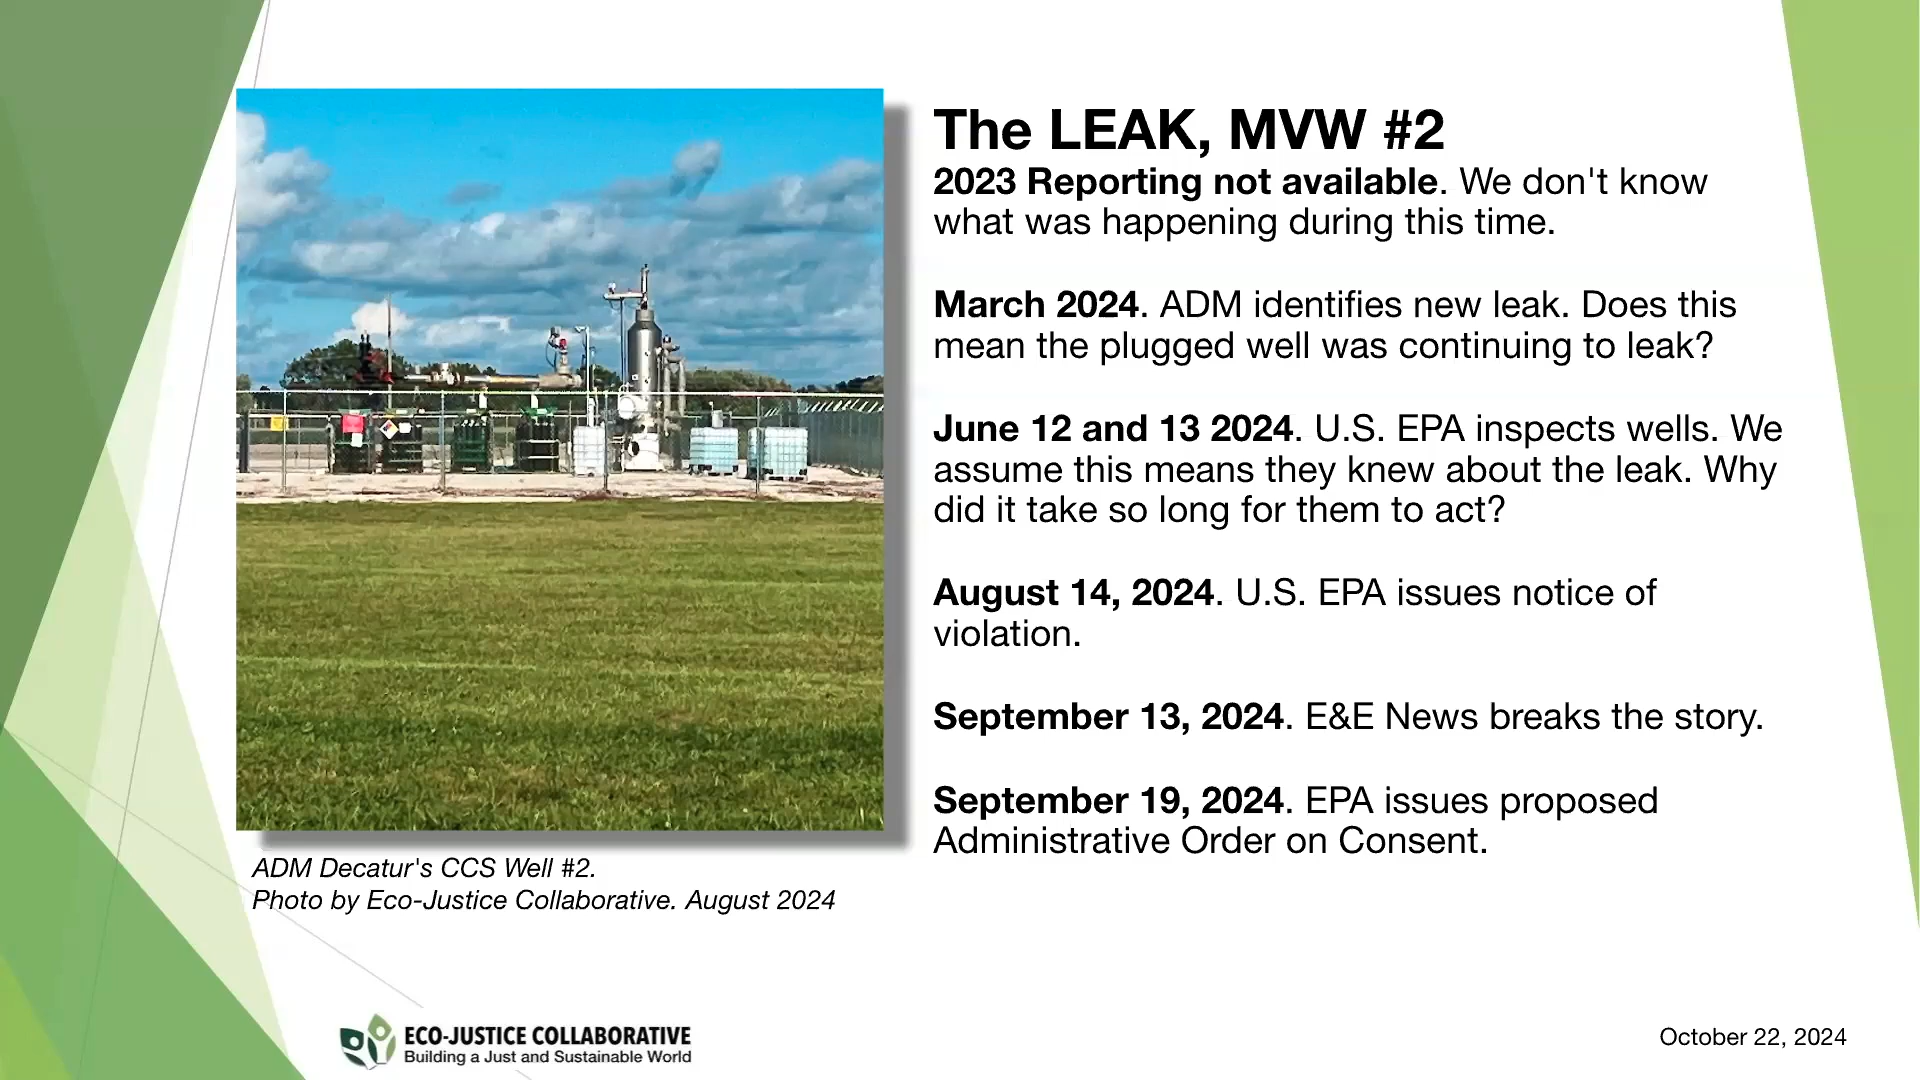 The LEAK, MVW #2
2023 Reporting not available. We don't know
what was happening during this time.
March 2024. ADM identifies new leak. Does this
mean the plugged well was continuing to leak?
June 12 and 13 2024. U.S. EPA inspects wells. We
assume this means they knew about the leak. Why
did it take so long for them to act?
August 14, 2024. U.S. EPA issues notice of
violation.
September 13, 2024. E&E News breaks the story.
September 19, 2024. EPA issues proposed
Administrative Order on Consent.
ADM Decatur's CCS Well #2.
Photo by Eco-Justice Collaborative. August 2024
ECO-JUSTICE COLLABORATIVE
Building a Just and Sustainable World
October 22, 2024